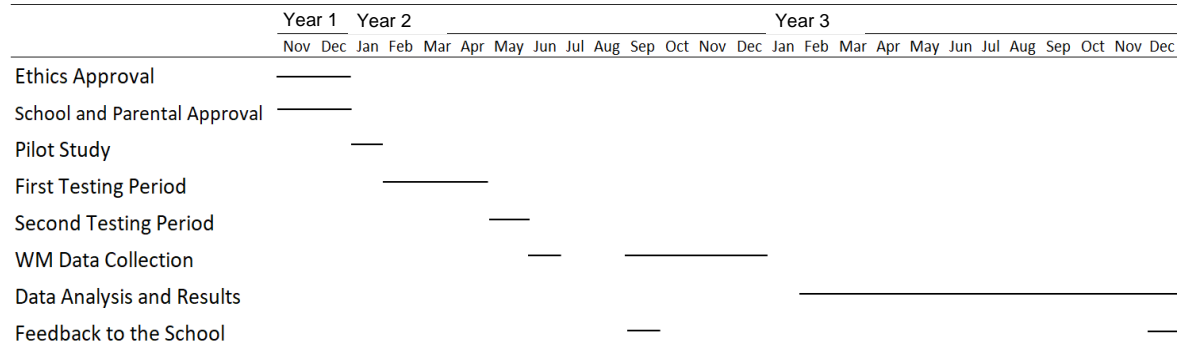 Year 1 Year 2 Year 3
Nov Dec Jan Feb Mar Apr May Jun Jul Aug Sep Oct Nov Dec Jan Feb Mar Apr May Jun Jul Aug Sep Oct Nov Dec
Ethics Approval
School and Parental Approval
Pilot Study
First Testing Period
Second Testing Period
WM Data Collection
Data Analysis and Results
Feedback to the School